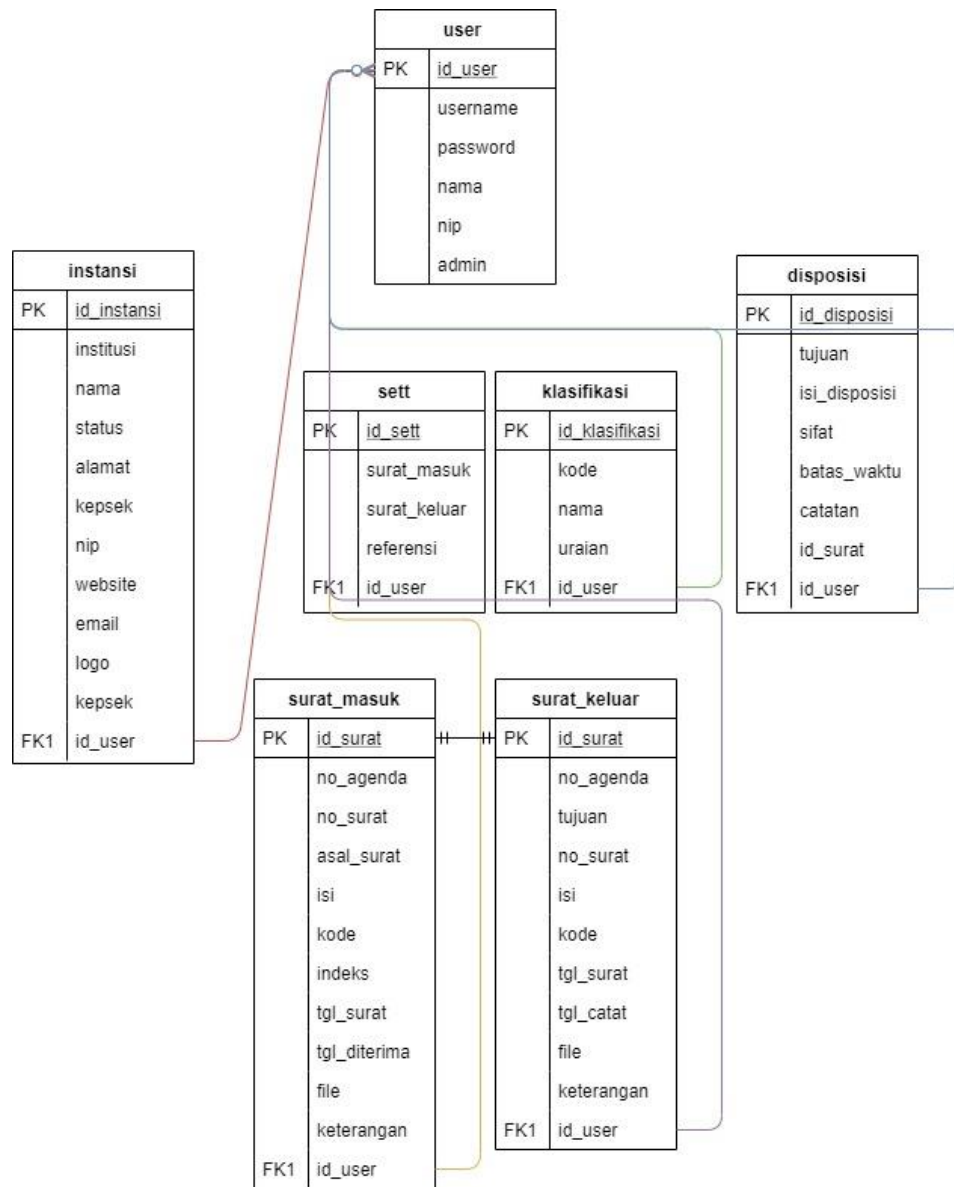 user
PK id_user
username
password
nama
nip
admin
instansi
PK id_instansi
institusi
nama
status
alamat
kepsek
nip
website
email
logo
kepsek
FK1 id_user
sett
PK id_sett
surat_masuk
surat_keluar
referensi
FK1 id_user
klasifikasi
PK id_klasifikasi
kode
nama
uraian
FK1 id_user
disposisi
PK id_disposisi
tujuan
isi_disposisi
sifat
batas_waktu
catatan
id_surat
FK1 id_user
surat_masuk
PK id_surat
no_agenda
no_surat
asal_surat
isi
kode
indeks
tgl_surat
tgl_diterima
file
keterangan
FK1 id_user
surat_keluar
PK id_surat
no_agenda
tujuan
no_surat
isi
kode
tgl_surat
tgl_catat
file
keterangan
FK1 id_user